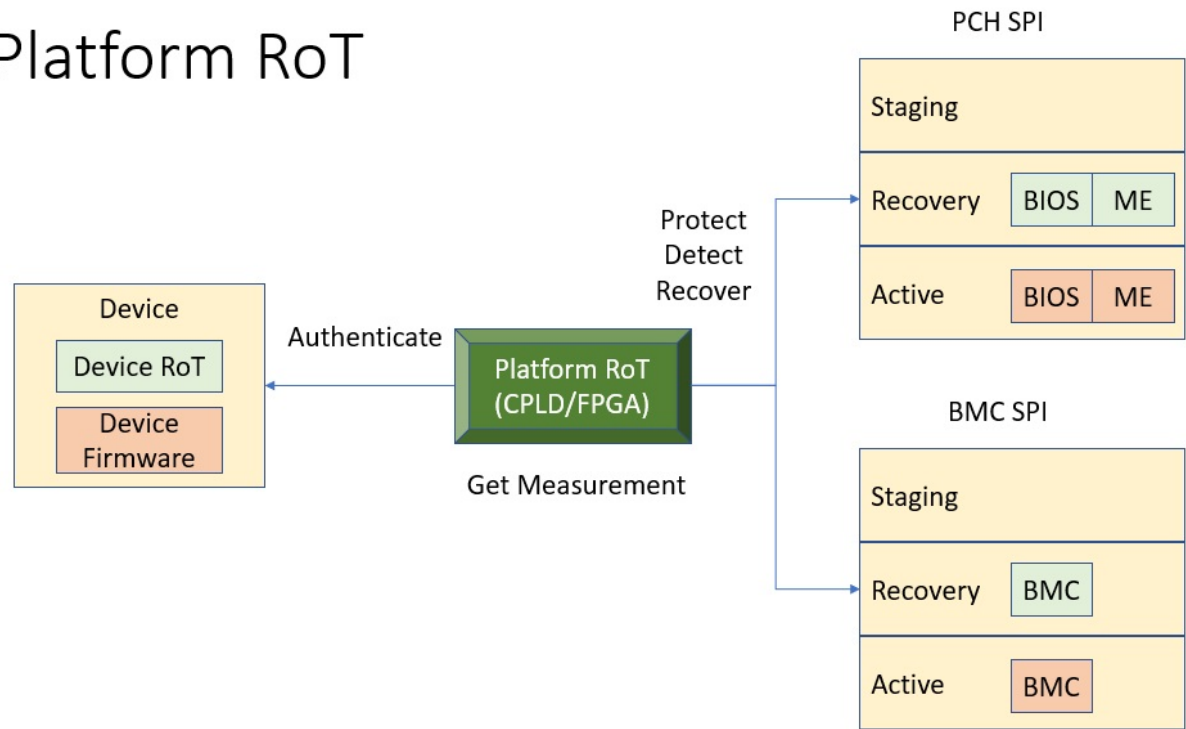 Platform RoT
PCH SPI
Staging
Recovery
BIOS
ME
Active
BIOS
ME
Protect
Detect
Recover
Device
Device RoT
Device
Firmware
Authenticate
Platform RoT
(CPLD/FPGA)
Get Measurement
BMC SPI
Staging
Recovery
BMC
Active
BMC